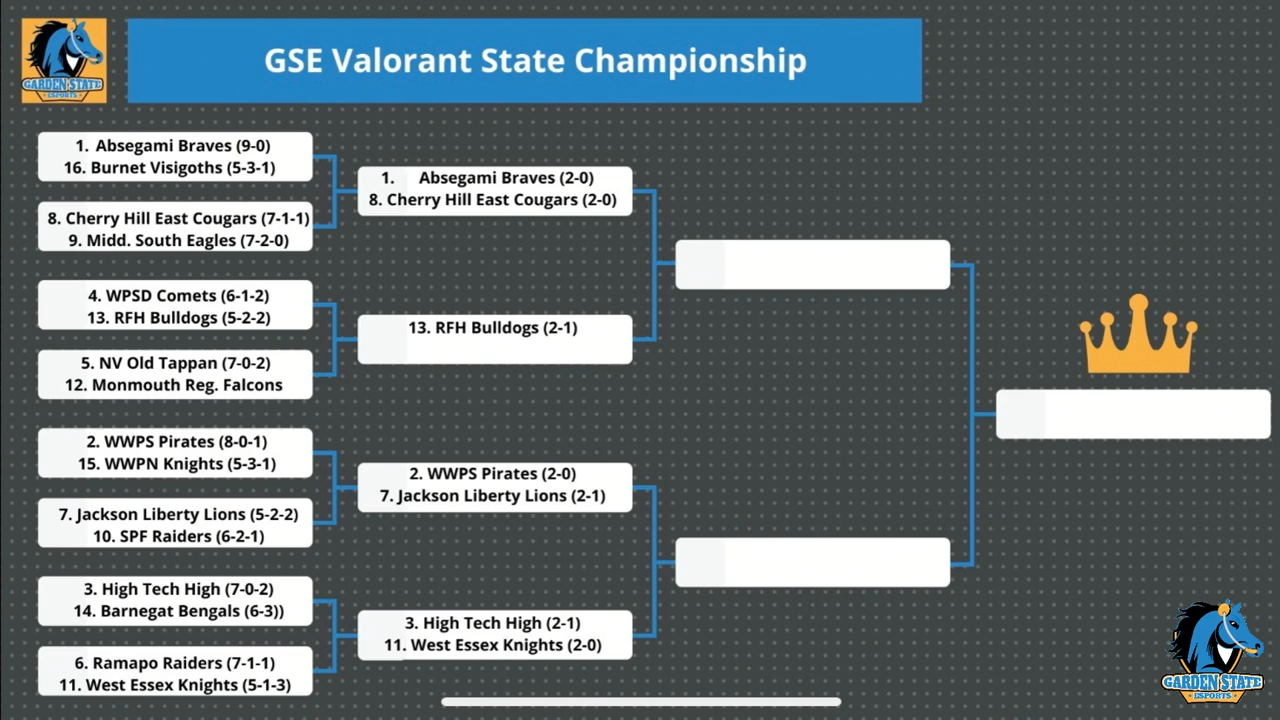 GSE Valorant State Championship
GARDEN STATE
ESPORTS
1. Absegami Braves (9-0)
16. Burnet Visigoths (5-3-1)
8. Cherry Hill East Cougars (7-1-1)
9. Midd. South Eagles (7-2-0)
4. WPSD Comets (6-1-2)
13. RFH Bulldogs (5-2-2)
5. NV Old Tappan (7-0-2)
12. Monmouth Reg. Falcons
2. WWPS Pirates (8-0-1)
15. WWPN Knights (5-3-1)
7. Jackson Liberty Lions (5-2-2)
10. SPF Raiders (6-2-1)
3. High Tech High (7-0-2)
14. Barnegat Bengals (6-3))
6. Ramapo Raiders (7-1-1)
11. West Essex Knights (5-1-3)
1. Absegami Braves (2-0)
8. Cherry Hill East Cougars (2-0)
13. RFH Bulldogs (2-1)
2. WWPS Pirates (2-0)
7. Jackson Liberty Lions (2-1)
3. High Tech High (2-1)
11. West Essex Knights (2-0)
GARDEN STATE
ESPORTS